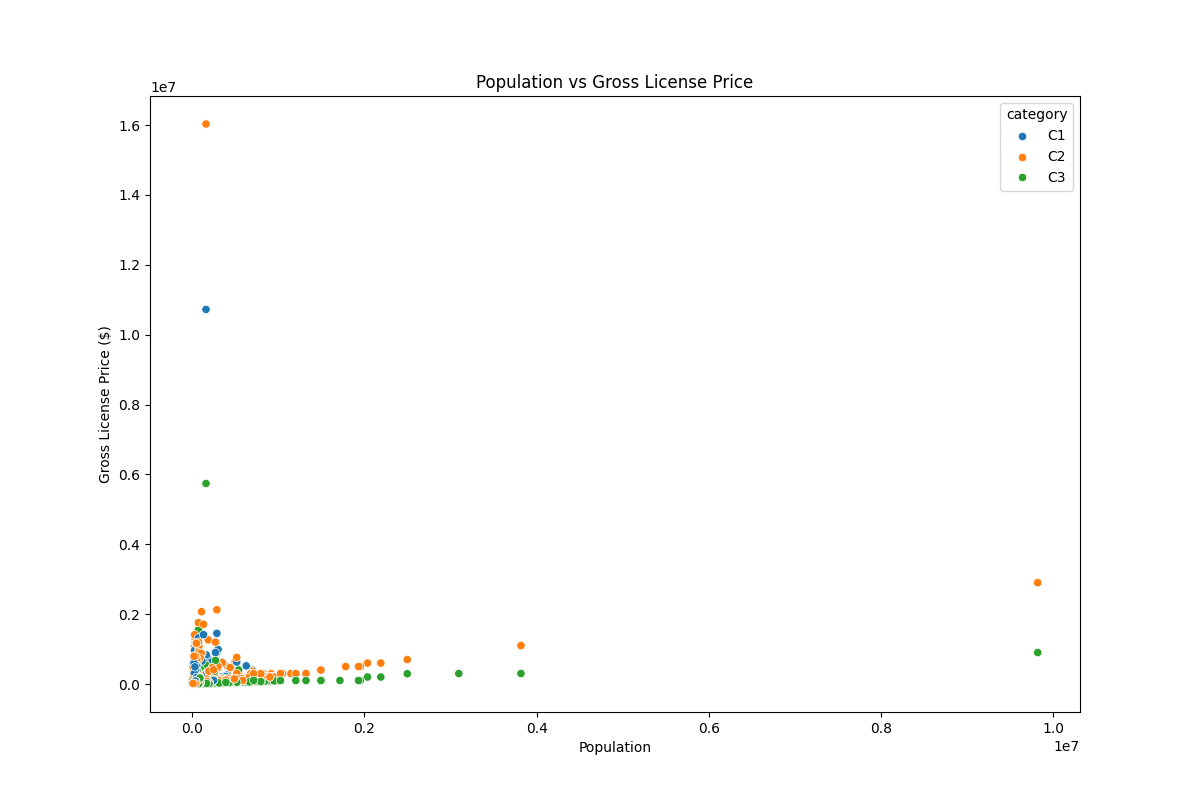 Population vs Gross License Price
1e7
category
C1
C2
C3
1.6
1.4
1.2
1.0
0.8
0.6
0.4
0.2
0.0
Gross License Price ($)
0.0 0.2 0.4 0.6 0.8 1.0
1e7
Population